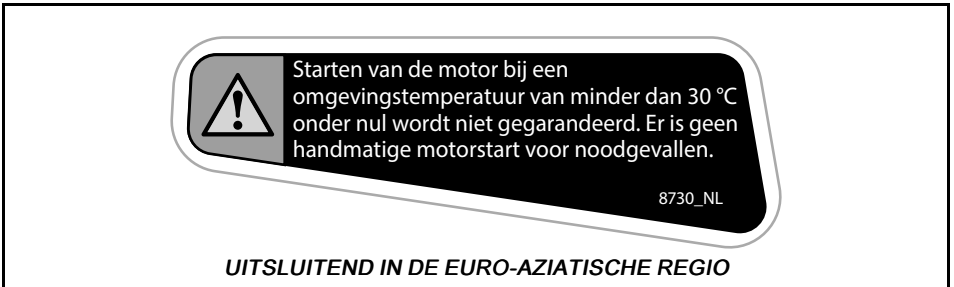 Starten van de motor bij een
omgevingstemperatuur van minder dan 30 °C
onder nul wordt niet gegarandeerd. Er is geen
handmatige motorstart voor noodgevallen.
8730_NL
UITSLUITEND IN DE EURO-AZIATISCHE REGIO